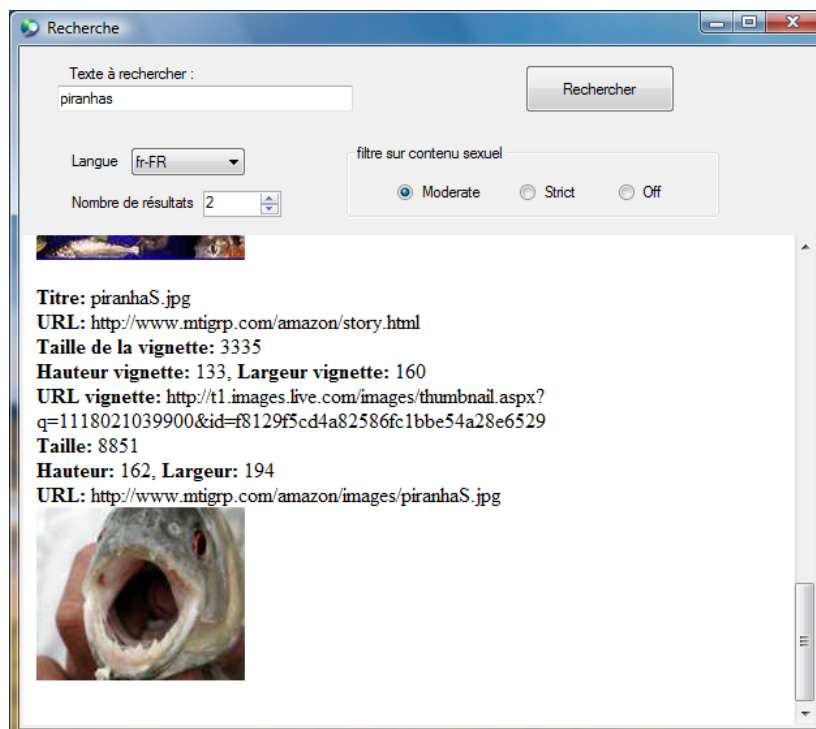 Recherche
Texte à rechercher :
piranhas
Rechercher
Langue fr-FR
filtre sur contenu sexuel
Moderate Strict Off
Nombre de résultats 2
Titre: piranhaS.jpg
URL: http://www.mtigrp.com/amazon/story.html
Taille de la vignette: 3335
Hauteur vignette: 133, Largeur vignette: 160
URL vignette: http://t1.images.live.com/images/thumbnail.aspx?
q=1118021039900&id=f8129f5cd4a82586fc1bbe54a28e6529
Taille: 8851
Hauteur: 162, Largeur: 194
URL: http://www.mtigrp.com/amazon/images/piranhaS.jpg